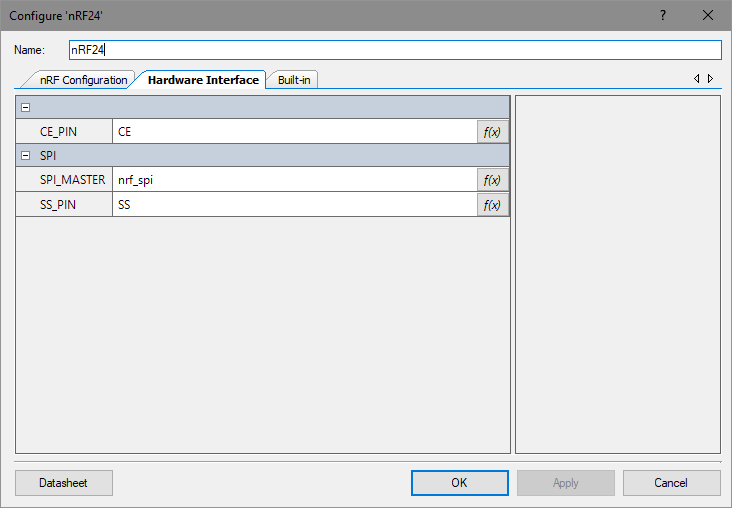 Configure 'nRF24'
?
Name: nRF24
nRF Configuration Hardware Interface Built-in
CE_PIN CE f(x)
SPI
SPI_MASTER nrf_spi f(x)
SS_PIN SS f(x)
Datasheet OK Apply Cancel